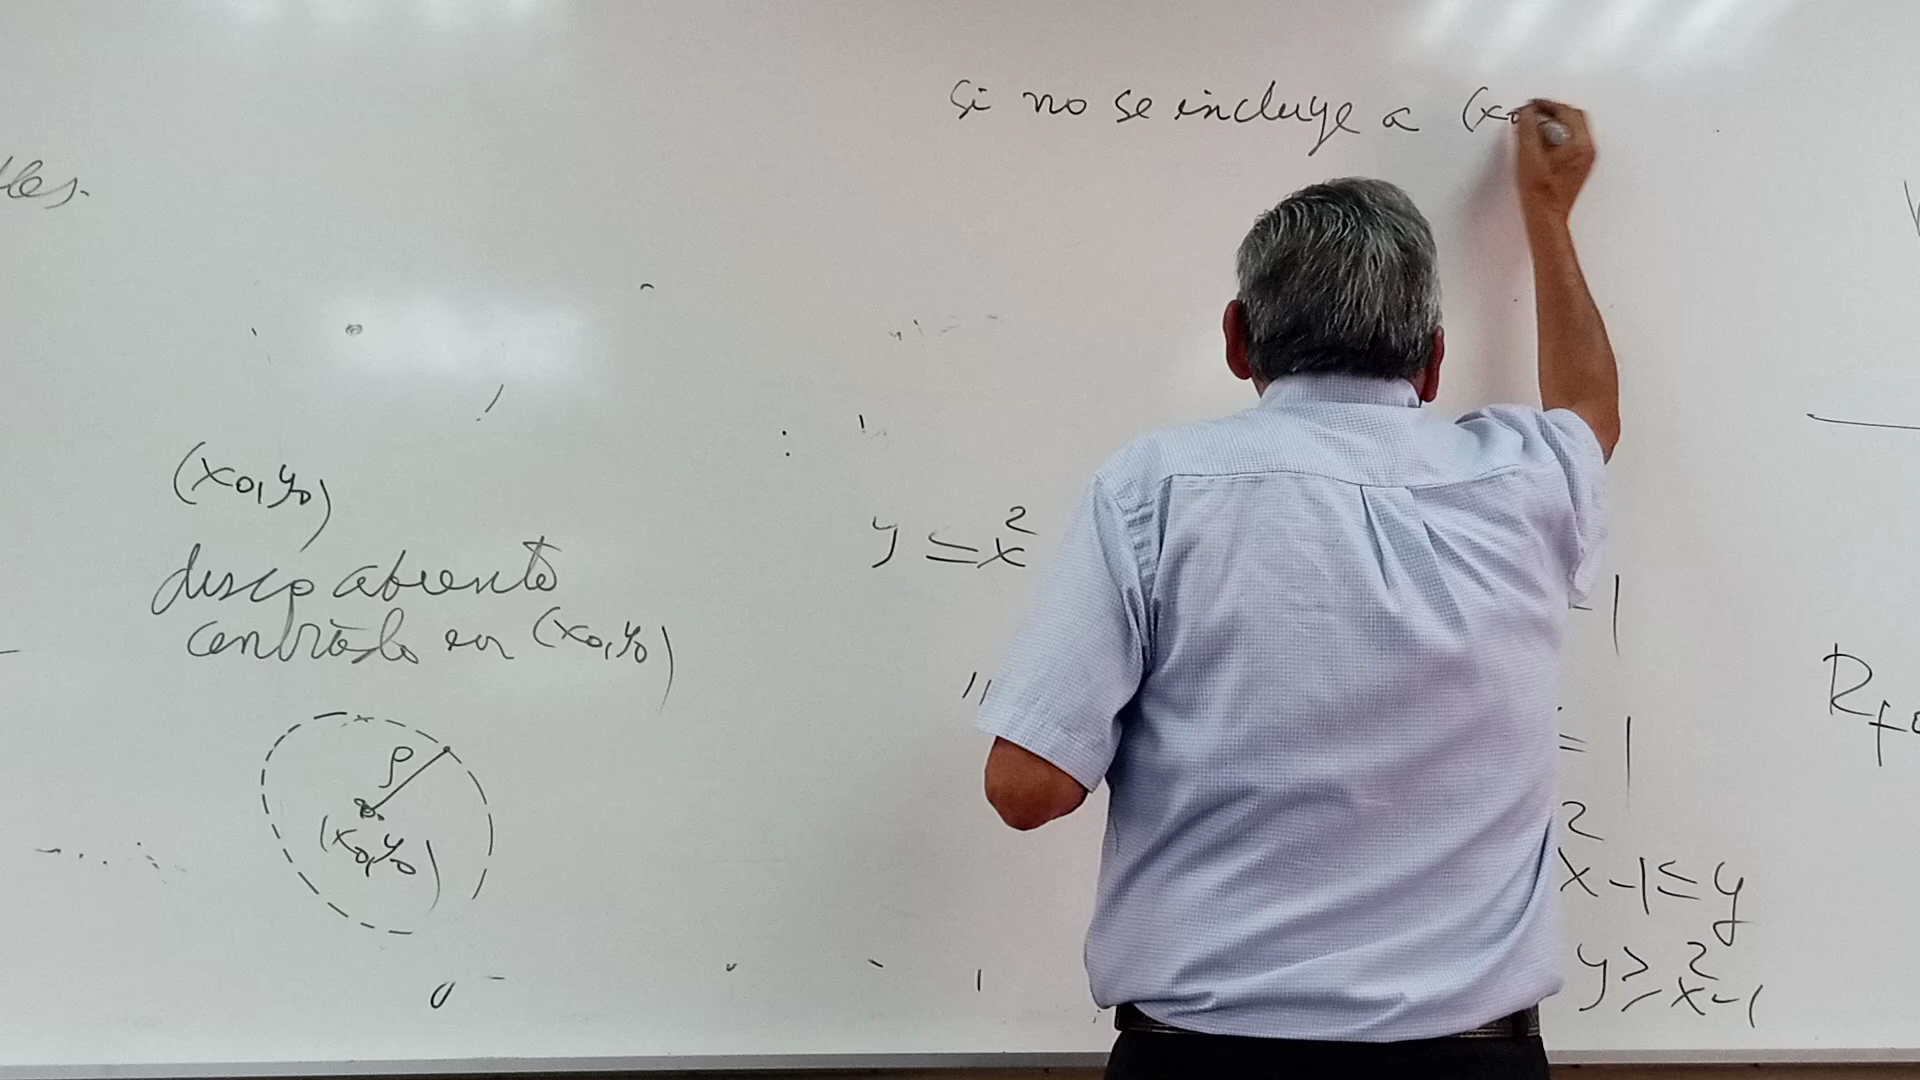 si no se incluye a (x0
(x0,y0)
disco abierto
centrado en (x0,y0)
ρ
(x0,y0)
y ≤ x²
-1
= 1
x²-1≤y
y≥x²-1